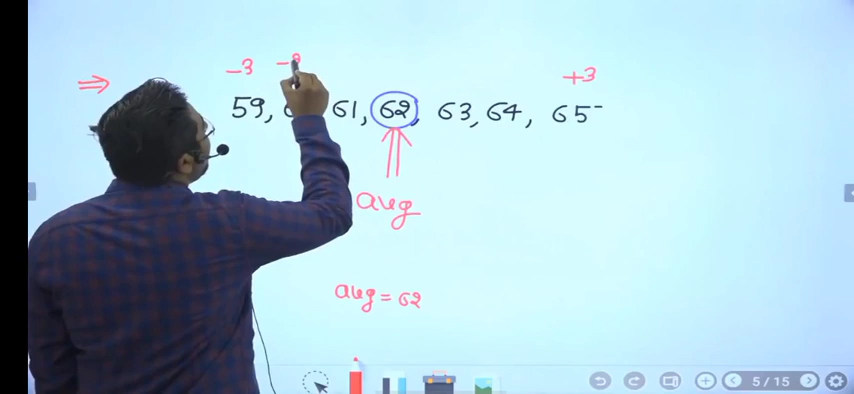 ⇒ -3 +3
59, 61, 62, 63, 64, 65
avg
avg = 62
5 / 15